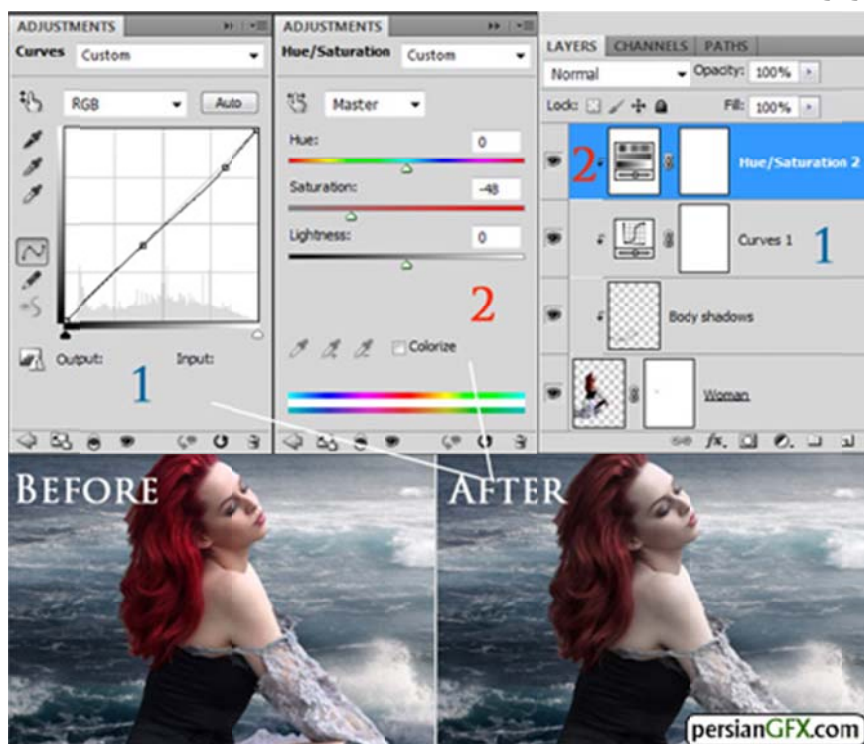 ADJUSTMENTS
Curves Custom
RGB Auto
Output: Input:
1
ADJUSTMENTS
Hue/Saturation Custom
Master
Hue: 0
Saturation: -48
Lightness: 0
2
Colorize
LAYERS CHANNELS PATHS
Normal Opacity: 100%
Lock: Fill: 100%
2 Hue/Saturation 2
Curves 1 1
Body shadows
Woman
fx.
BEFORE
AFTER
persianGFX.com